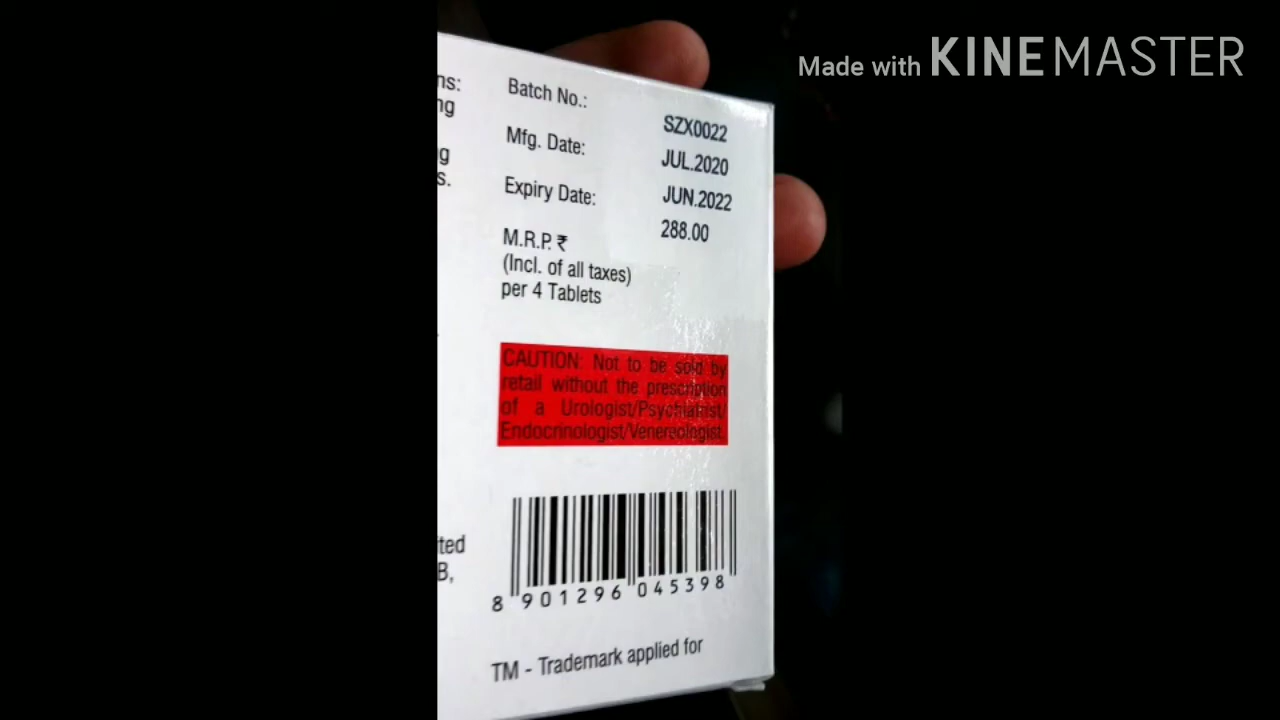 Made with KINEMASTER
ns:
ng
g
s.
Batch No.:
SZX0022
Mfg. Date:
JUL.2020
Expiry Date:
JUN.2022
288.00
M.R.P. ₹
(Incl. of all taxes)
per 4 Tablets
CAUTION: Not to be sold by
retail without the prescription
of a Urologist/Psychiatrist/
Endocrinologist/Venereologist.
ted
B,
8 901296 045398
TM - Trademark applied for